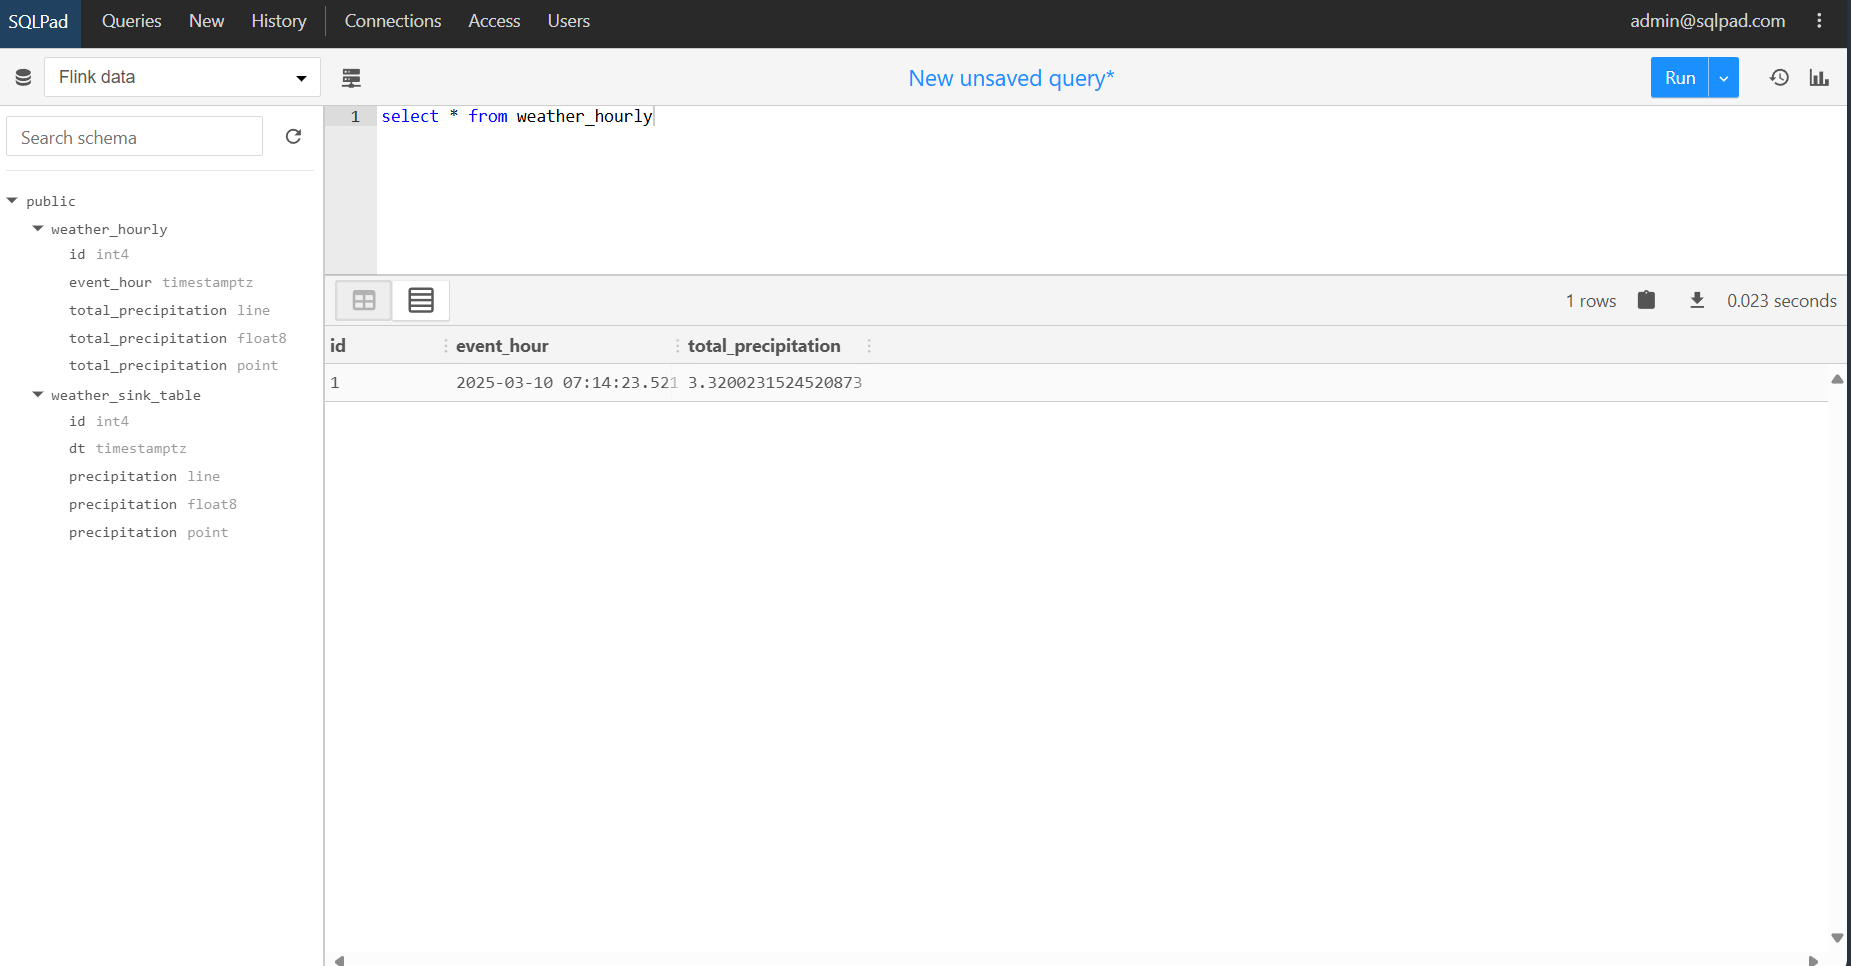 SQLPad Queries New History Connections Access Users admin@sqlpad.com
Flink data New unsaved query* Run
Search schema
1 select * from weather_hourly
public
weather_hourly
id int4
event_hour timestamptz
total_precipitation line
total_precipitation float8
total_precipitation point
weather_sink_table
id int4
dt timestamptz
precipitation line
precipitation float8
precipitation point
1 rows 0.023 seconds
id event_hour total_precipitation
1 2025-03-10 07:14:23.521 3.3200231524520873